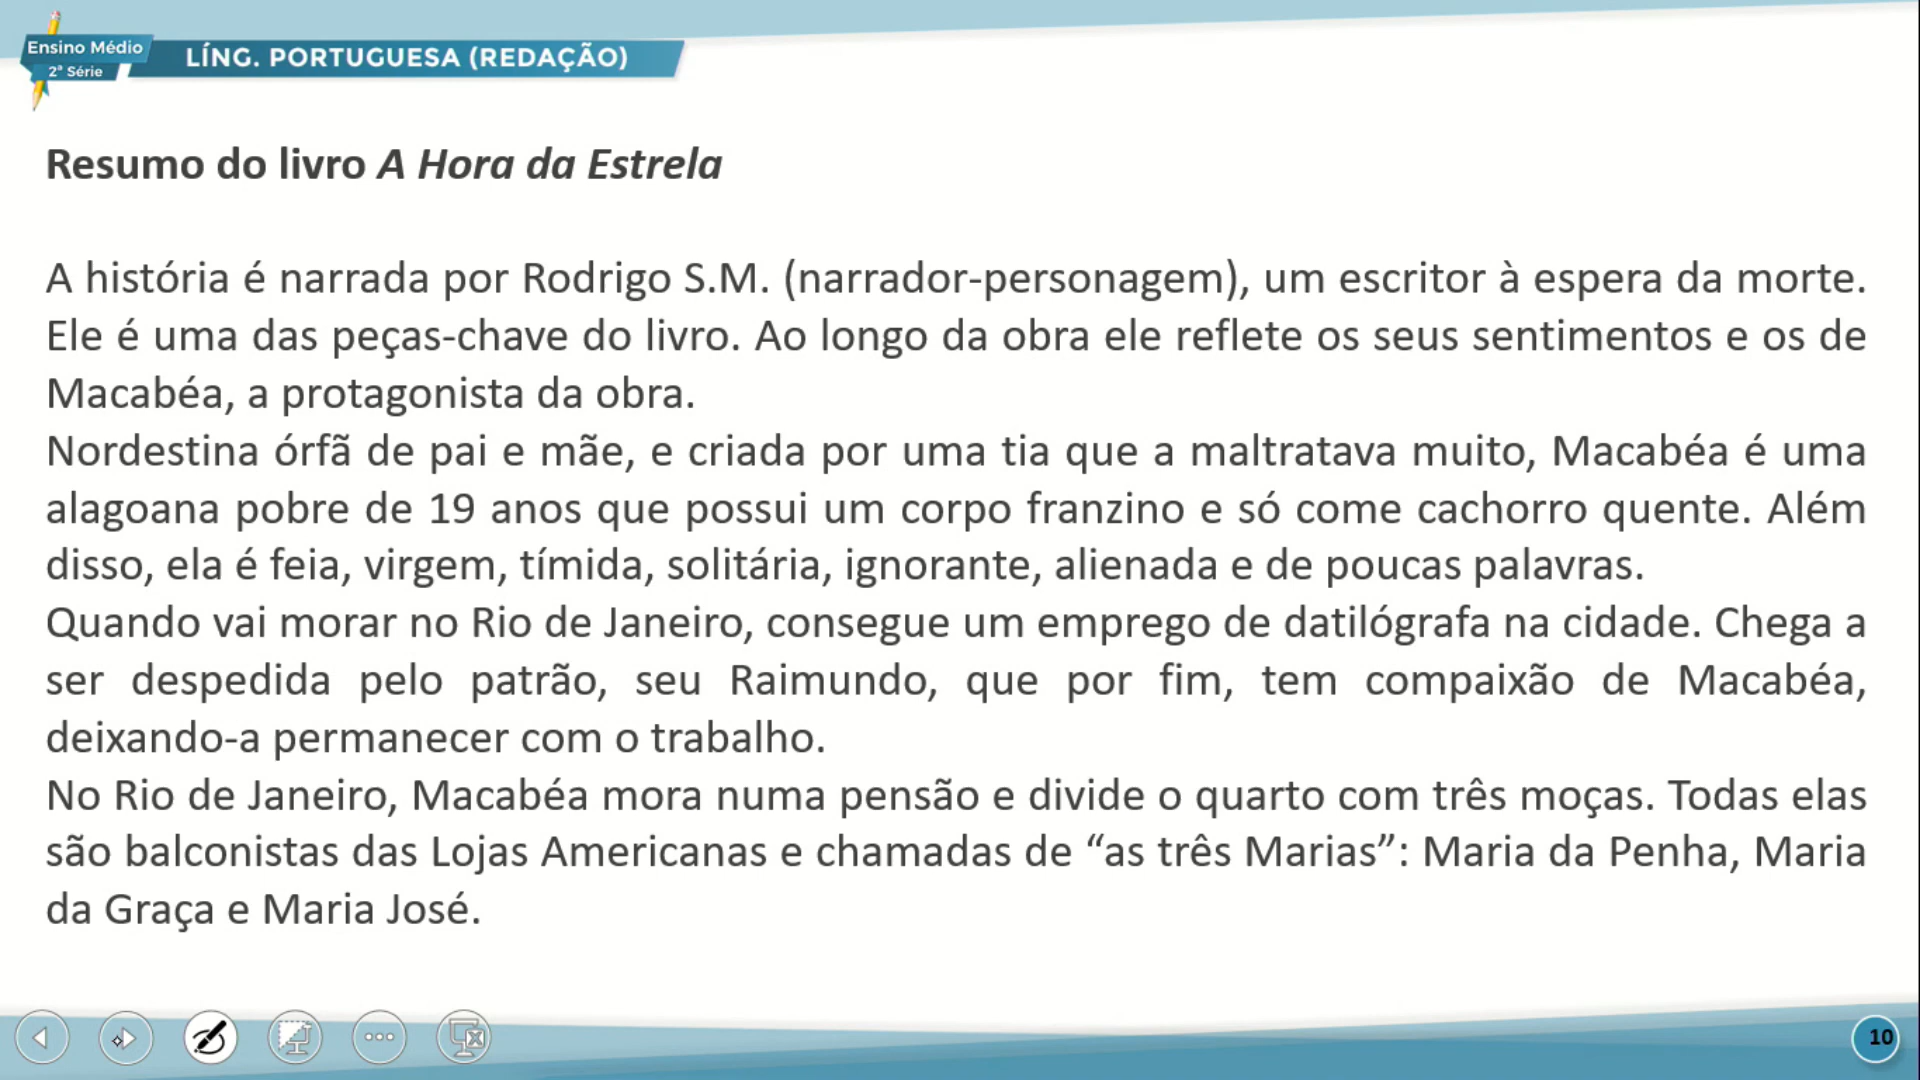 Ensino Médio
2ª Série
LÍNG. PORTUGUESA (REDAÇÃO)
Resumo do livro A Hora da Estrela
A história é narrada por Rodrigo S.M. (narrador-personagem), um escritor à espera da morte.
Ele é uma das peças-chave do livro. Ao longo da obra ele reflete os seus sentimentos e os de
Macabéa, a protagonista da obra.
Nordestina órfã de pai e mãe, e criada por uma tia que a maltratava muito, Macabéa é uma
alagoana pobre de 19 anos que possui um corpo franzino e só come cachorro quente. Além
disso, ela é feia, virgem, tímida, solitária, ignorante, alienada e de poucas palavras.
Quando vai morar no Rio de Janeiro, consegue um emprego de datilógrafa na cidade. Chega a
ser despedida pelo patrão, seu Raimundo, que por fim, tem compaixão de Macabéa,
deixando-a permanecer com o trabalho.
No Rio de Janeiro, Macabéa mora numa pensão e divide o quarto com três moças. Todas elas
são balconistas das Lojas Americanas e chamadas de “as três Marias”: Maria da Penha, Maria
da Graça e Maria José.
10